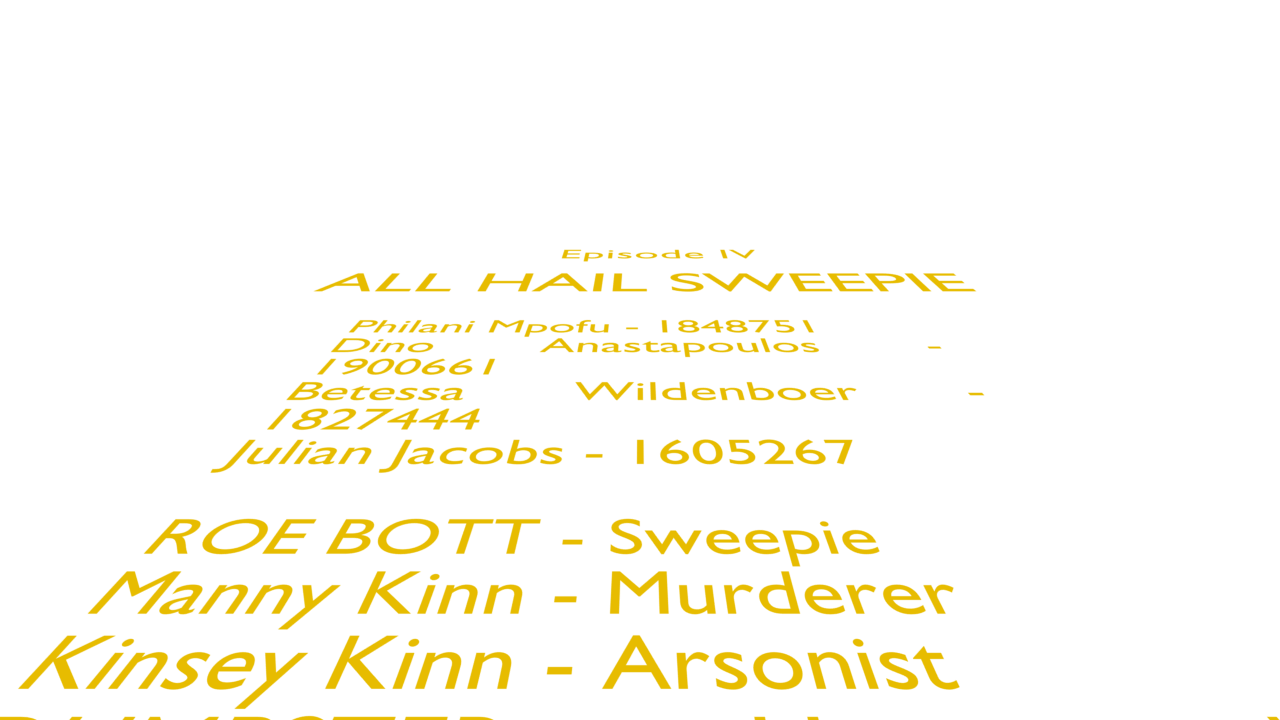 Episode IV
ALL HAIL SWEEPIE
Philani Mpofu - 1848751
Dino Anastapoulos -
1900661
Betessa Wildenboer -
1827444
Julian Jacobs - 1605267
ROE BOTT - Sweepie
Manny Kinn - Murderer
Kinsey Kinn - Arsonist